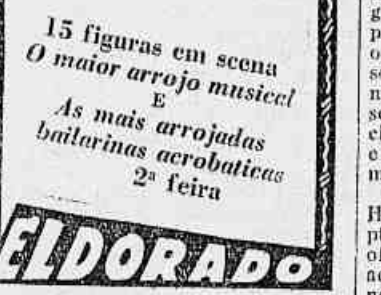 15 figuras em scena
O maior arrojo musical
E
As mais arrojadas
bailarinas acrobaticas
2ª feira
ELDORADO